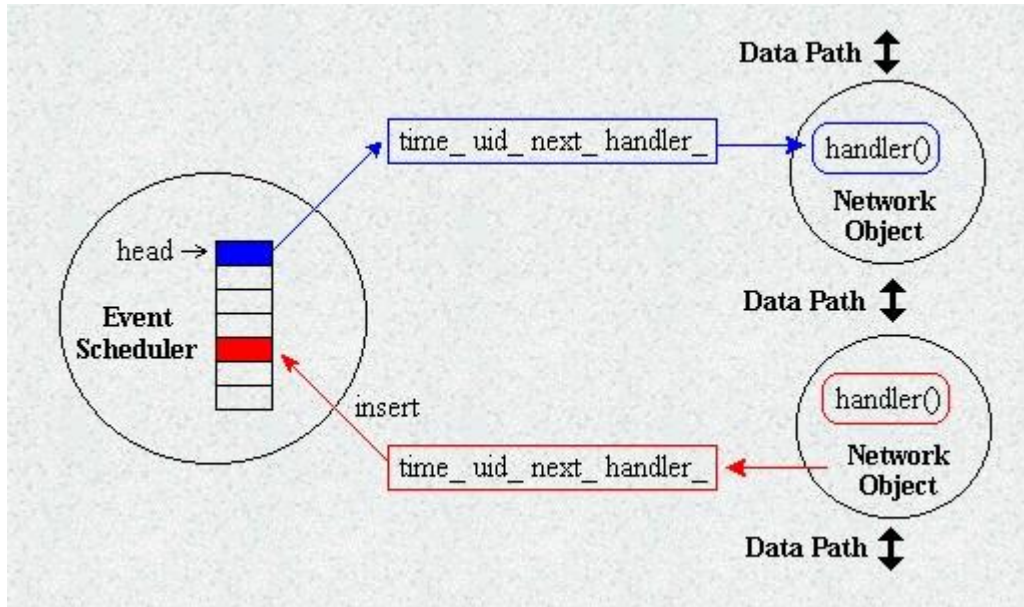 Data Path
time_ uid_ next_ handler_
handler()
Network
Object
head
Event
Scheduler
Data Path
insert
handler()
time_ uid_ next_ handler_
Network
Object
Data Path